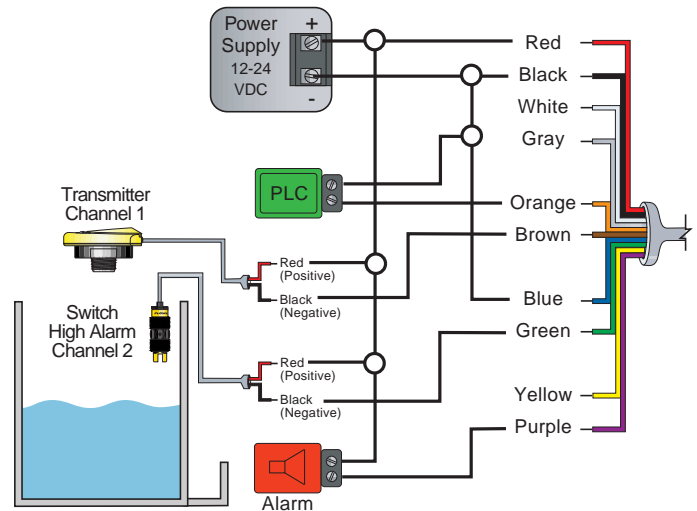 Power
Supply
12-24
VDC
+
-
Red
Black
White
Gray
PLC
Orange
Brown
Transmitter
Channel 1
Red
(Positive)
Black
(Negative)
Switch
High Alarm
Channel 2
Blue
Green
Red
(Positive)
Black
(Negative)
Yellow
Purple
Alarm